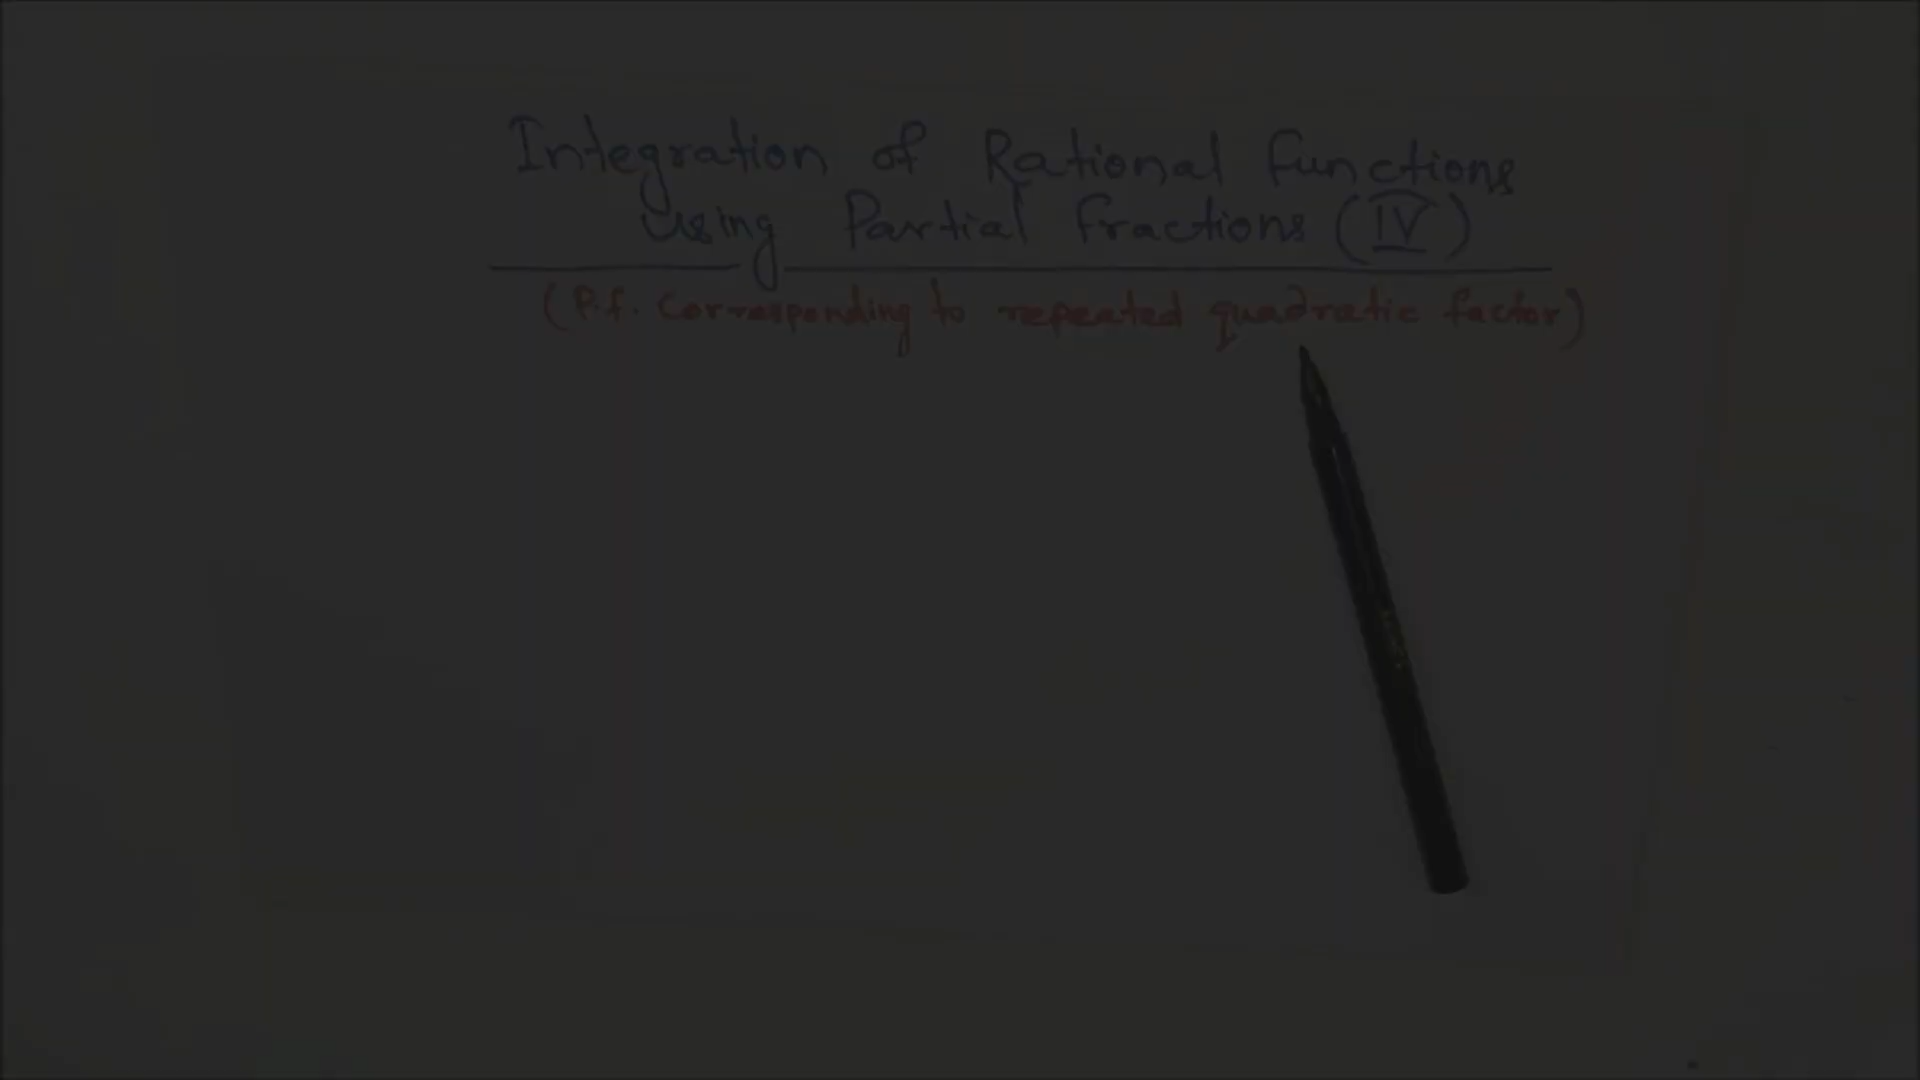 Integration of Rational functions
using Partial fractions (IV)
(P.f. Corresponding to repeated quadratic factor)